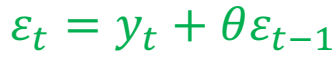 εₜ = yₜ + θεₜ₋₁